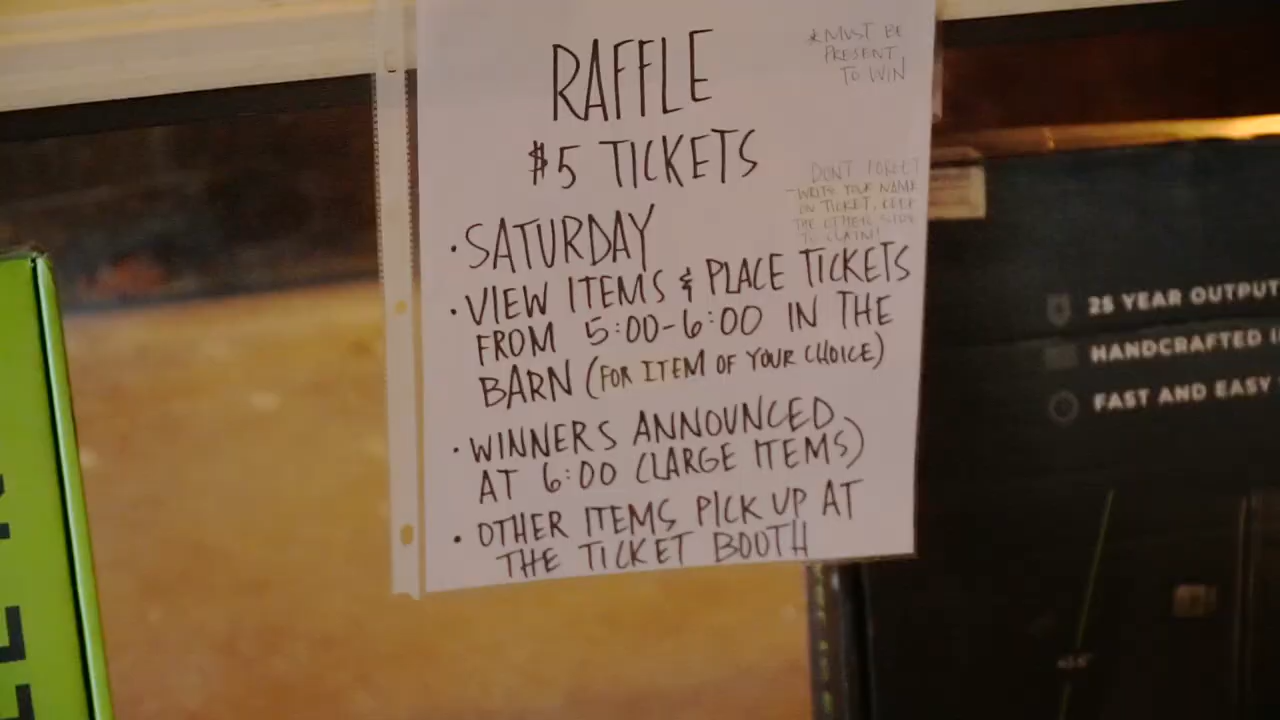 RAFFLE
$5 TICKETS
*MUST BE
PRESENT
TO WIN
DONT FORGET
WRITE YOUR NAME
ON TICKET, KEEP
THE OTHER SIDE
TO CLAIM!
• SATURDAY
• VIEW ITEMS & PLACE TICKETS
FROM 5:00-6:00 IN THE
BARN (FOR ITEM OF YOUR CHOICE)
• WINNERS ANNOUNCED
AT 6:00 (LARGE ITEMS)
• OTHER ITEMS PICK UP AT
THE TICKET BOOTH
25 YEAR OUTPUT
HANDCRAFTED
FAST AND EASY